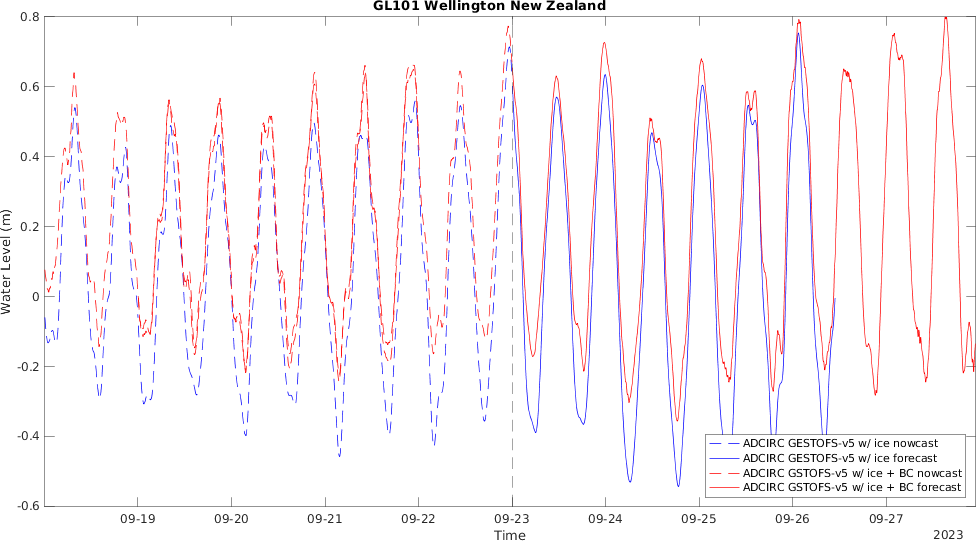 GL101 Wellington New Zealand
0.8
0.6
0.4
0.2
0
-0.2
-0.4
-0.6
Water Level (m)
ADCIRC GESTOFS-v5 w/ ice nowcast
ADCIRC GESTOFS-v5 w/ ice forecast
ADCIRC GSTOFS-v5 w/ ice + BC nowcast
ADCIRC GSTOFS-v5 w/ ice + BC forecast
09-19 09-20 09-21 09-22 09-23 09-24 09-25 09-26 09-27
Time
2023